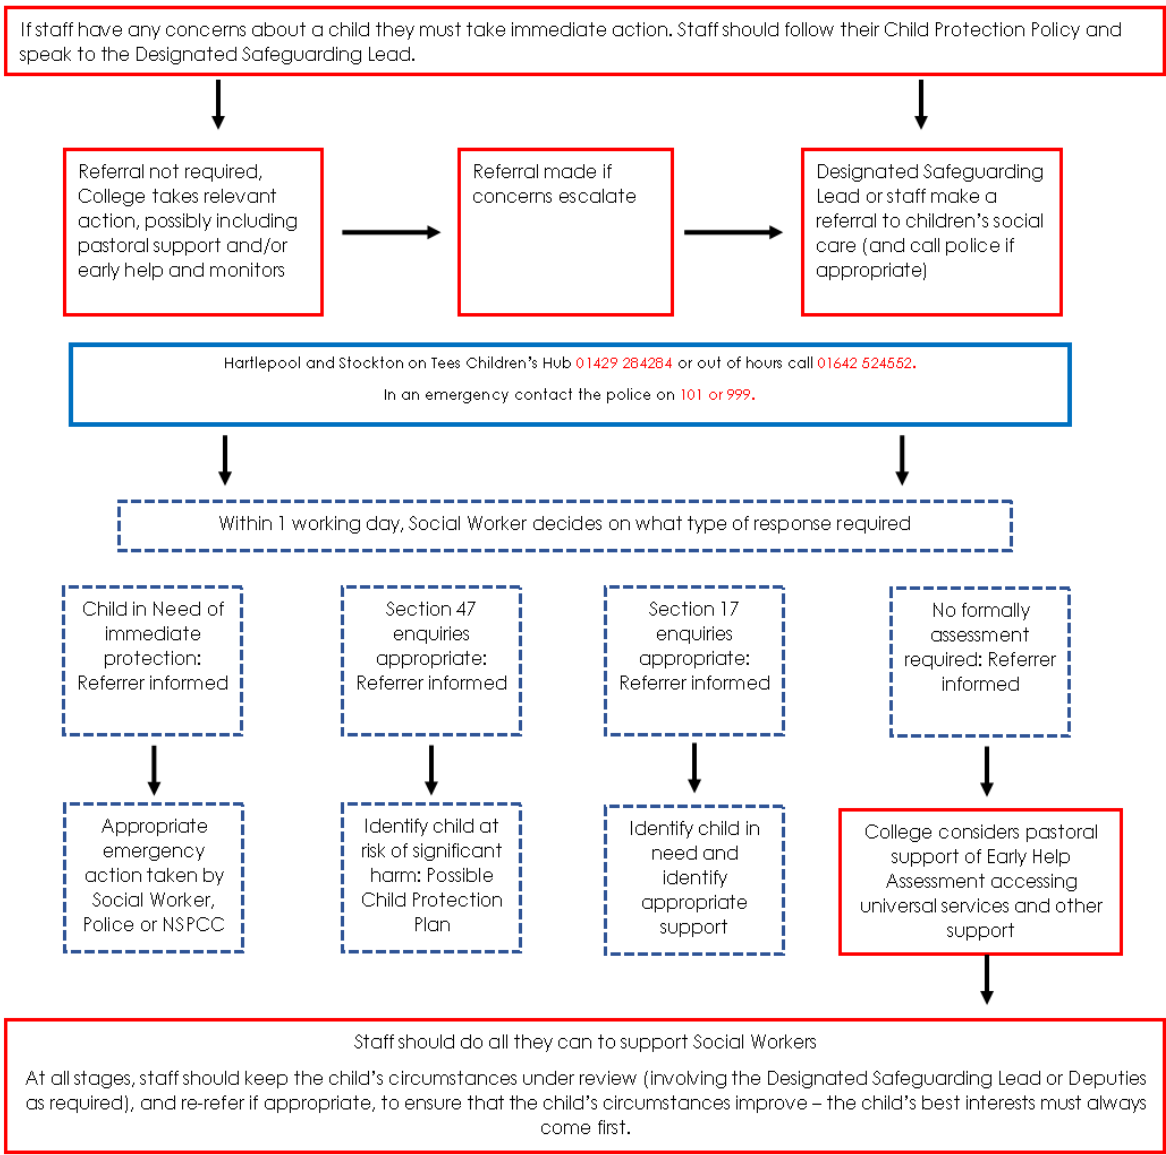 If staff have any concerns about a child they must take immediate action. Staff should follow their Child Protection Policy and
speak to the Designated Safeguarding Lead.
Referral not required,
College takes relevant
action, possibly including
pastoral support and/or
early help and monitors
Referral made if
concerns escalate
Designated Safeguarding
Lead or staff make a
referral to children's social
care (and call police if
appropriate)
Hartlepool and Stockton on Tees Children's Hub 01429 284284 or out of hours call 01642 524552.
In an emergency contact the police on 101 or 999.
Within 1 working day, Social Worker decides on what type of response required
Child in Need of
immediate
protection:
Referrer informed
Section 47
enquiries
appropriate:
Referrer informed
Section 17
enquiries
appropriate:
Referrer informed
No formally
assessment
required: Referrer
informed
Appropriate
emergency
action taken by
Social Worker,
Police or NSPCC
Identify child at
risk of significant
harm: Possible
Child Protection
Plan
Identify child in
need and
identify
appropriate
support
College considers pastoral
support of Early Help
Assessment accessing
universal services and other
support
Staff should do all they can to support Social Workers
At all stages, staff should keep the child's circumstances under review (involving the Designated Safeguarding Lead or Deputies
as required), and re-refer if appropriate, to ensure that the child's circumstances improve – the child's best interests must always
come first.